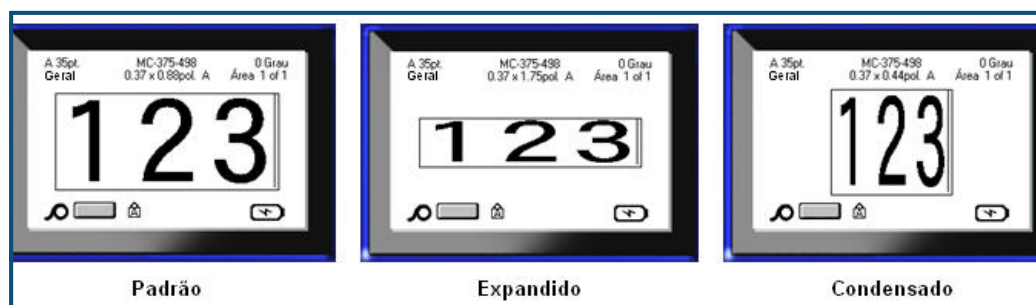 A 35pt. MC-375-498 0 Grau
Geral 0.37 x 0.88pol. A Área 1 of 1
123
A
Padrão
A 35pt. MC-375-498 0 Grau
Geral 0.37 x 1.75pol. A Área 1 of 1
123
A
Expandido
A 35pt. MC-375-498 0 Grau
Geral 0.37 x 0.44pol. A Área 1 of 1
123
A
Condensado